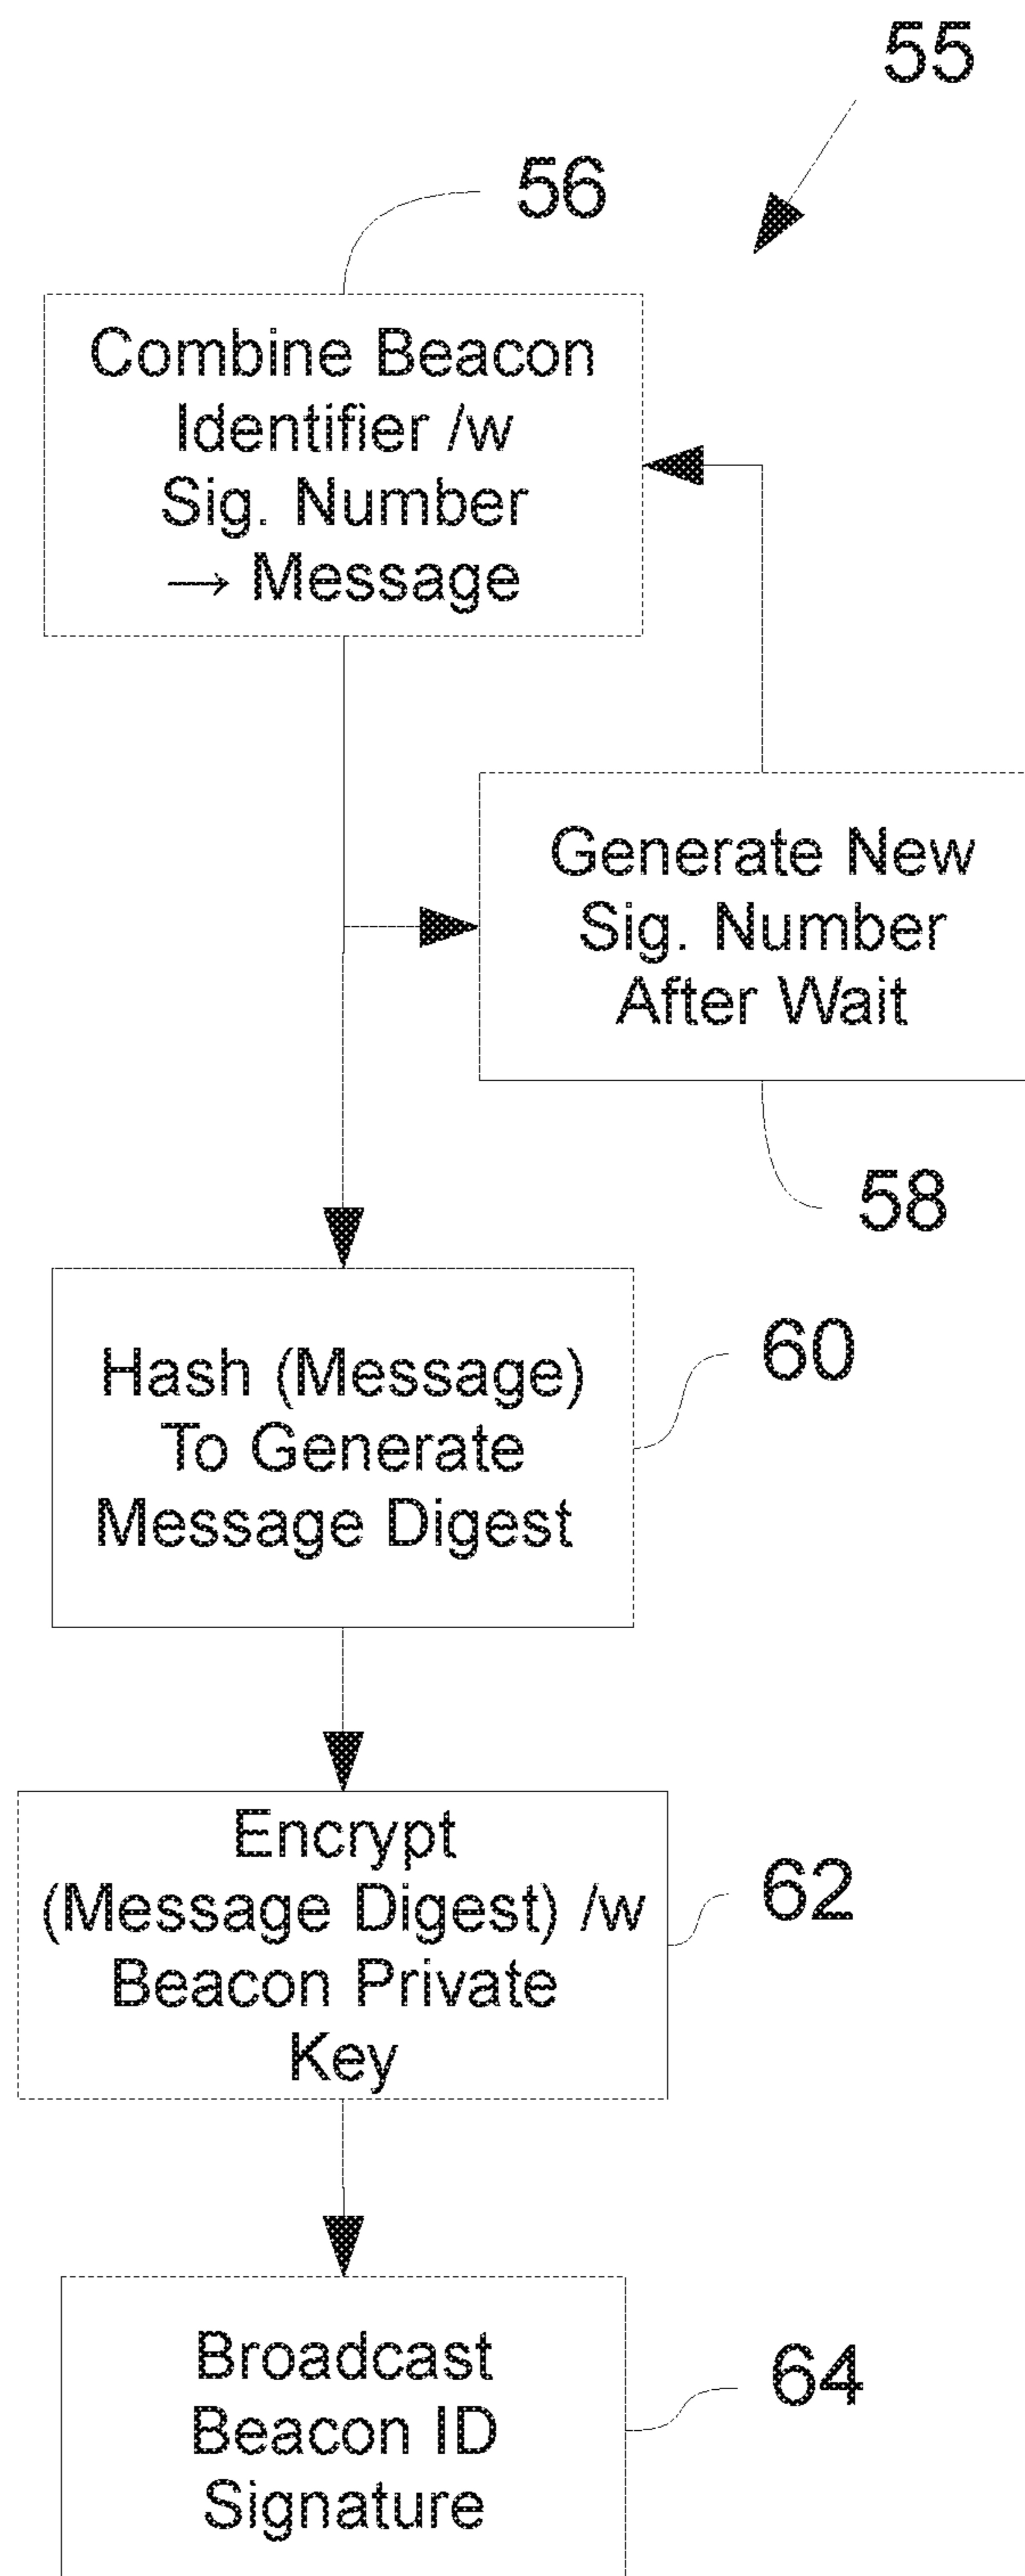 55
56
Combine Beacon
Identifier /w
Sig. Number
→ Message
Generate New
Sig. Number
After Wait
58
60
Hash (Message)
To Generate
Message Digest
62
Encrypt
(Message Digest) /w
Beacon Private
Key
64
Broadcast
Beacon ID
Signature